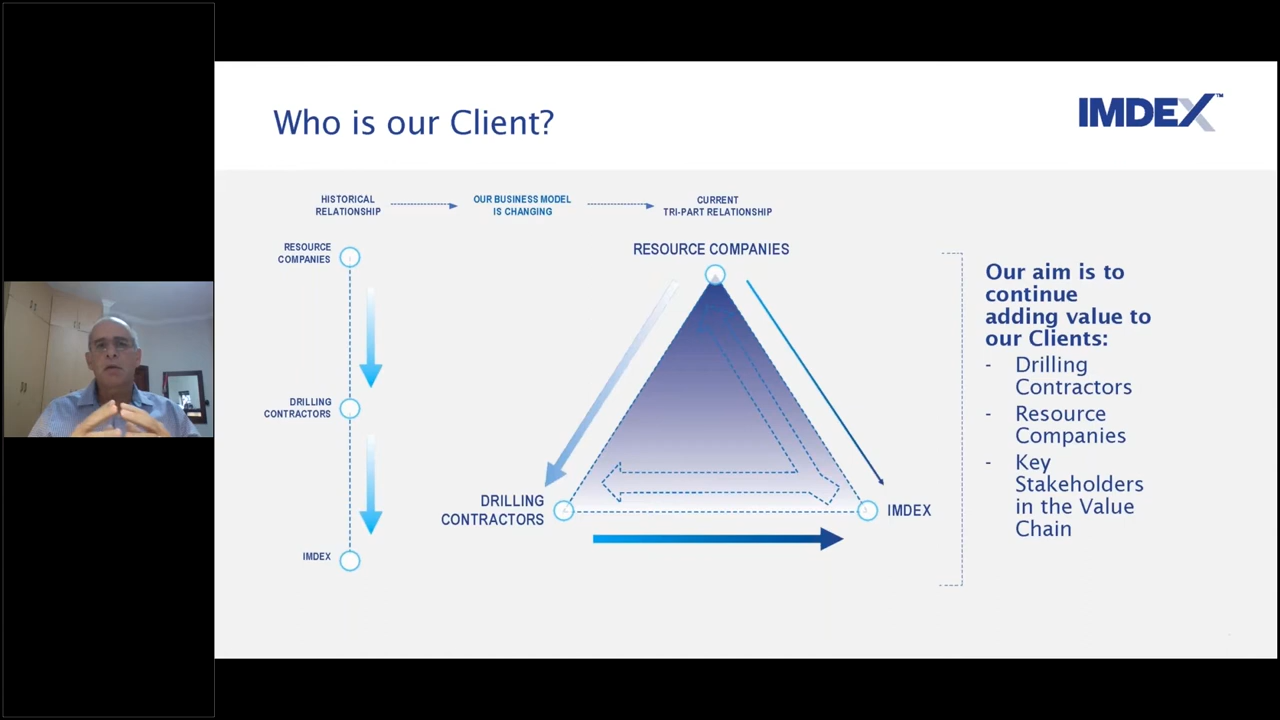 Who is our Client?
IMDEX™
HISTORICAL
RELATIONSHIP
OUR BUSINESS MODEL
IS CHANGING
CURRENT
TRI-PART RELATIONSHIP
RESOURCE
COMPANIES
DRILLING
CONTRACTORS
IMDEX
RESOURCE COMPANIES
DRILLING
CONTRACTORS
IMDEX
Our aim is to
continue
adding value to
our Clients:
- Drilling
Contractors
- Resource
Companies
- Key
Stakeholders
in the Value
Chain